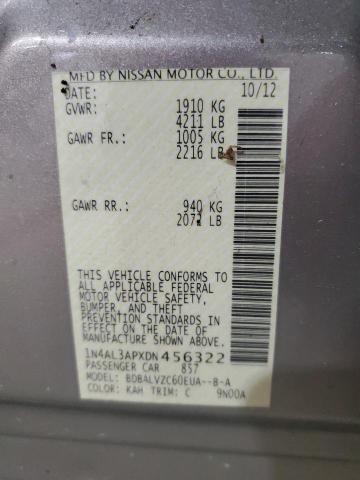 MFD BY NISSAN MOTOR CO., LTD.
DATE: 10/12
GVWR: 1910 KG
4211 LB
GAWR FR.: 1005 KG
2216 LB
GAWR RR.: 940 KG
2072 LB
THIS VEHICLE CONFORMS TO
ALL APPLICABLE FEDERAL
MOTOR VEHICLE SAFETY,
BUMPER, AND THEFT
PREVENTION STANDARDS IN
EFFECT ON THE DATE OF
MANUFACTURE SHOWN ABOVE.
1N4AL3APXDN456322
PASSENGER CAR 857
MODEL: BDBALVZC60EUA--B-A
COLOR: KAH TRIM: C 9N00A